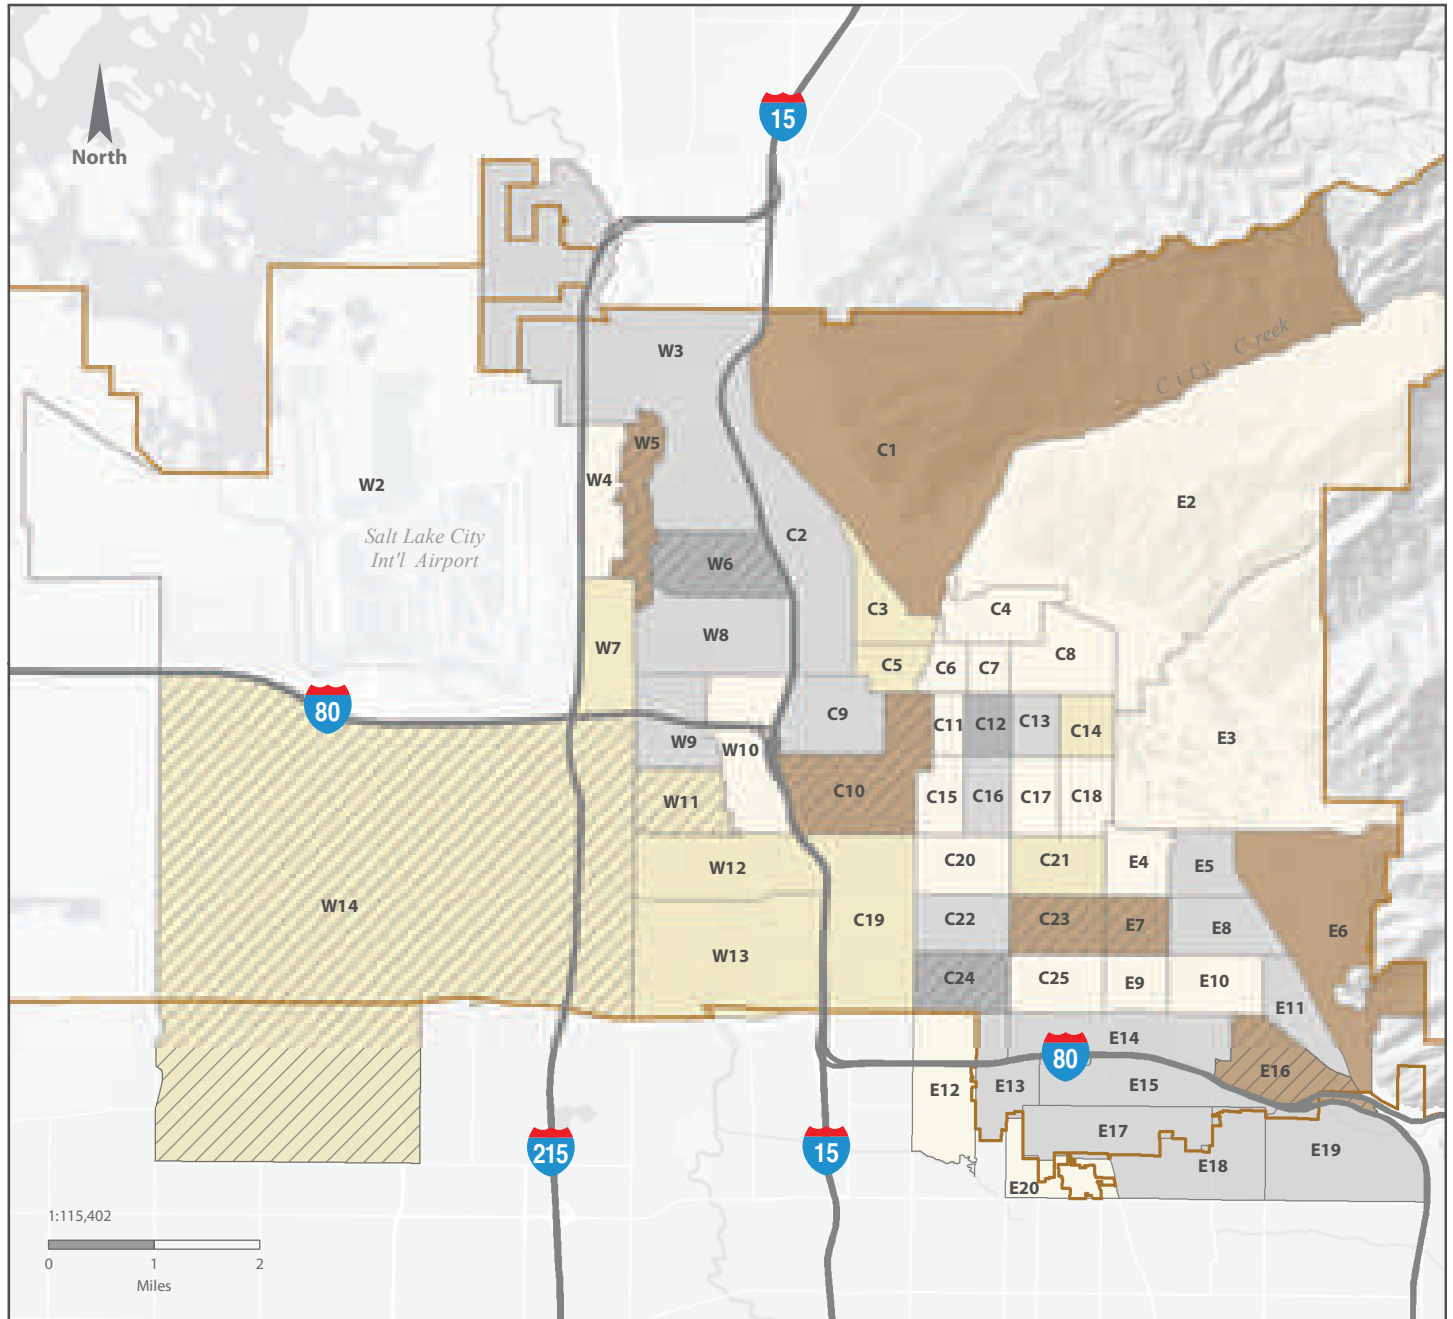 15
North
W3
City Creek
W5
C1
W4
W2
E2
Salt Lake City
Int'l Airport
C2
W6
C3
C4
W8
W7
C8
C5
C6
C7
80
C9
C11
C12
C13
C14
W9
W10
E3
C10
W11
C15
C16
C17
C18
W12
C20
C21
E4
E5
W14
C19
C22
C23
E7
E8
E6
W13
C24
C25
E9
E10
E11
E14
80
E16
E12
E13
E15
E17
215
15
E18
E19
E20
1:115,402
0 1 2
Miles